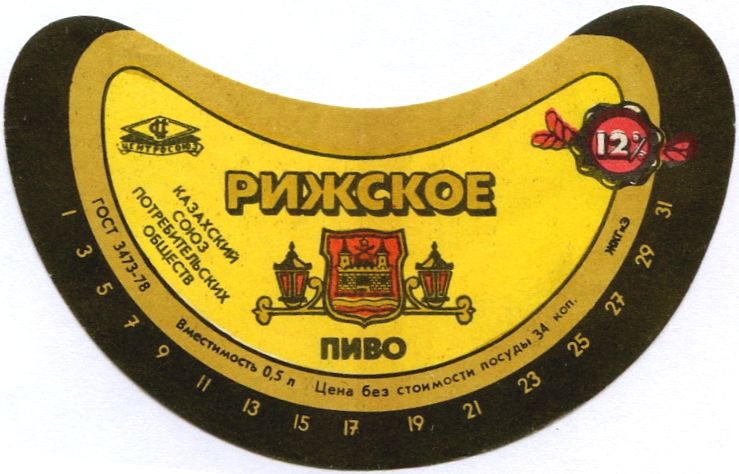 ЦЕНТРОСОЮЗ
КАЗАХСКИЙ
СОЮЗ
ПОТРЕБИТЕЛЬСКИХ
ОБЩЕСТВ
12%
РИЖСКОЕ
ПИВО
ГОСТ 3473-78
Вместимость 0,5 л Цена без стоимости посуды 34 коп.
1 3 5 7 9 11 13 15 17 19 21 23 25 27 29 31